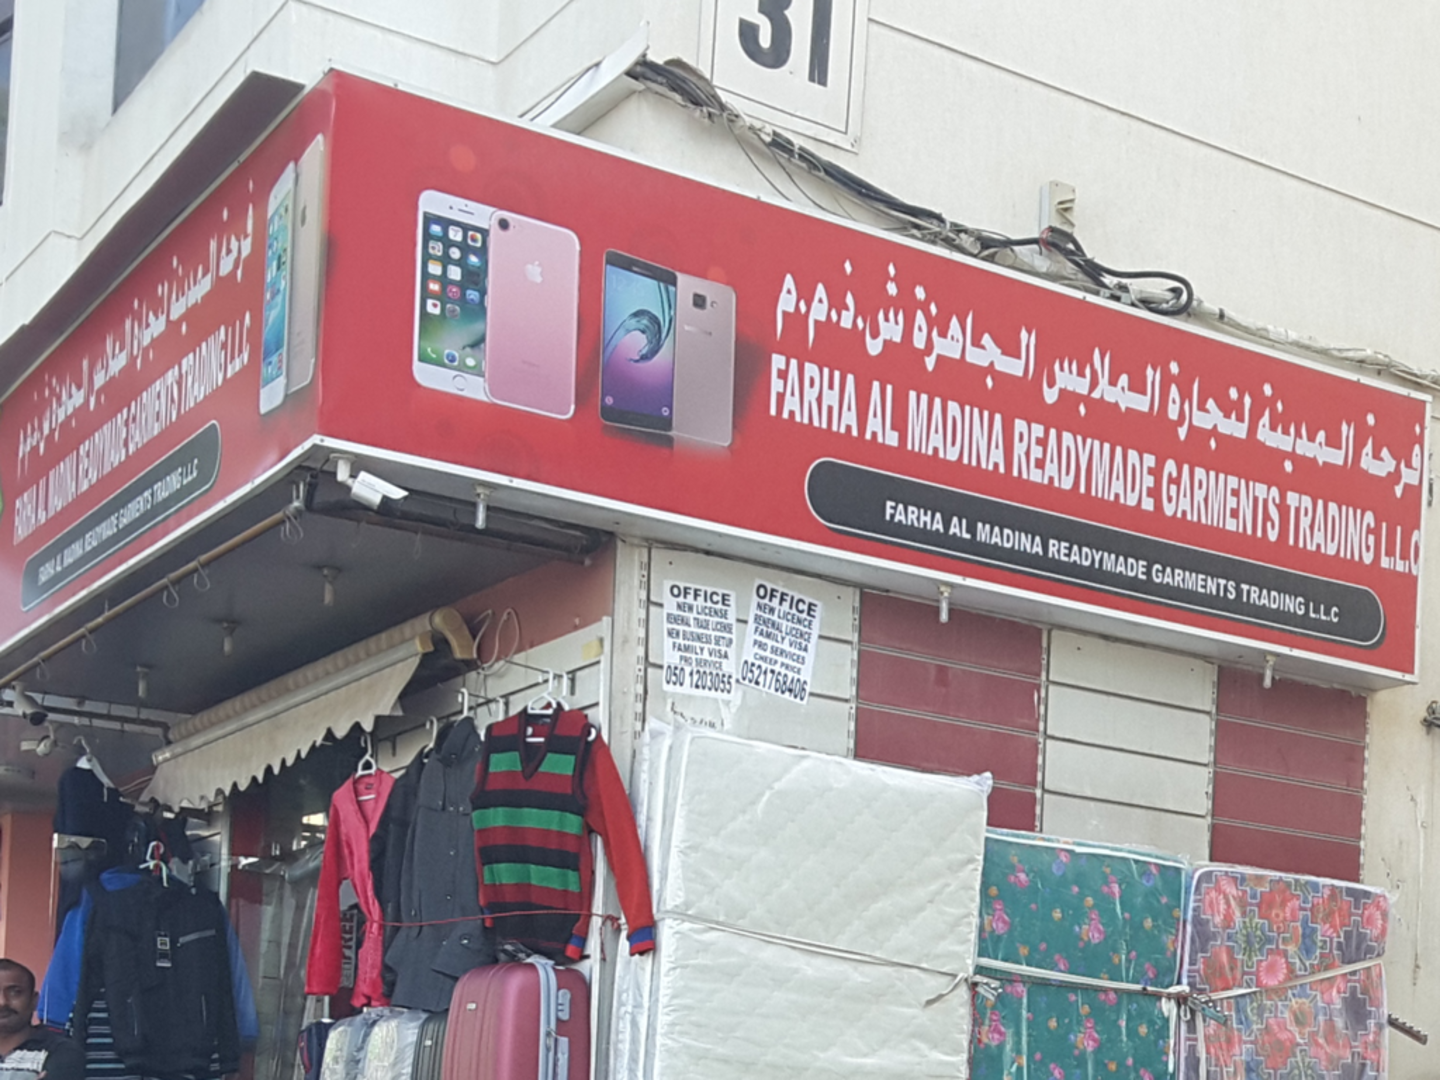 31
فرحة المدينة لتجارة الملابس الجاهزة ش.ذ.م.م
FARHA AL MADINA READYMADE GARMENTS TRADING L.L.C
FARHA AL MADINA READYMADE GARMENTS TRADING L.L.C
فرحة المدينة لتجارة الملابس الجاهزة ش.ذ.م.م
FARHA AL MADINA READYMADE GARMENTS TRADING L.L.C
FARHA AL MADINA READYMADE GARMENTS TRADING L.L.C
OFFICE
NEW LICENSE
RENEWAL TRADE LICENSE
NEW BUSINESS SETUP
FAMILY VISA
PRO SERVICE
050 1203055
OFFICE
NEW LICENCE
RENEWAL LICENCE
FAMILY VISA
PRO SERVICES
CHEEP PRICE
0521768406